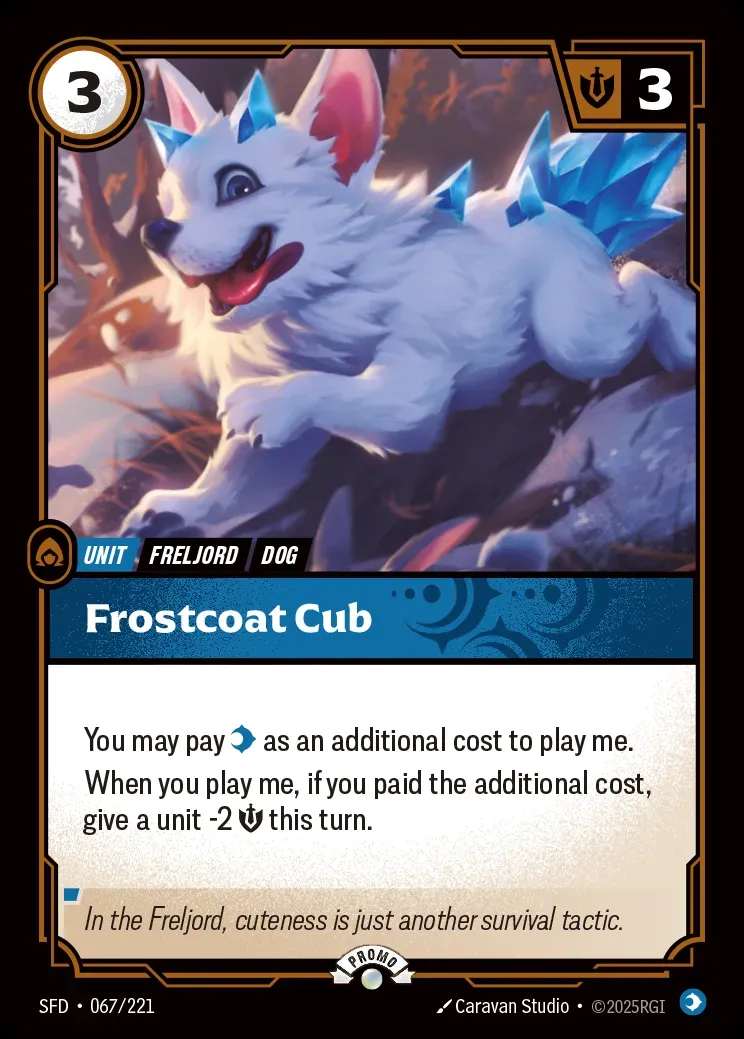 3
3
UNIT FRELJORD DOG
Frostcoat Cub
You may pay as an additional cost to play me.
When you play me, if you paid the additional cost,
give a unit -2 this turn.
In the Freljord, cuteness is just another survival tactic.
PROMO
SFD • 067/221 Caravan Studio • ©2025RGI